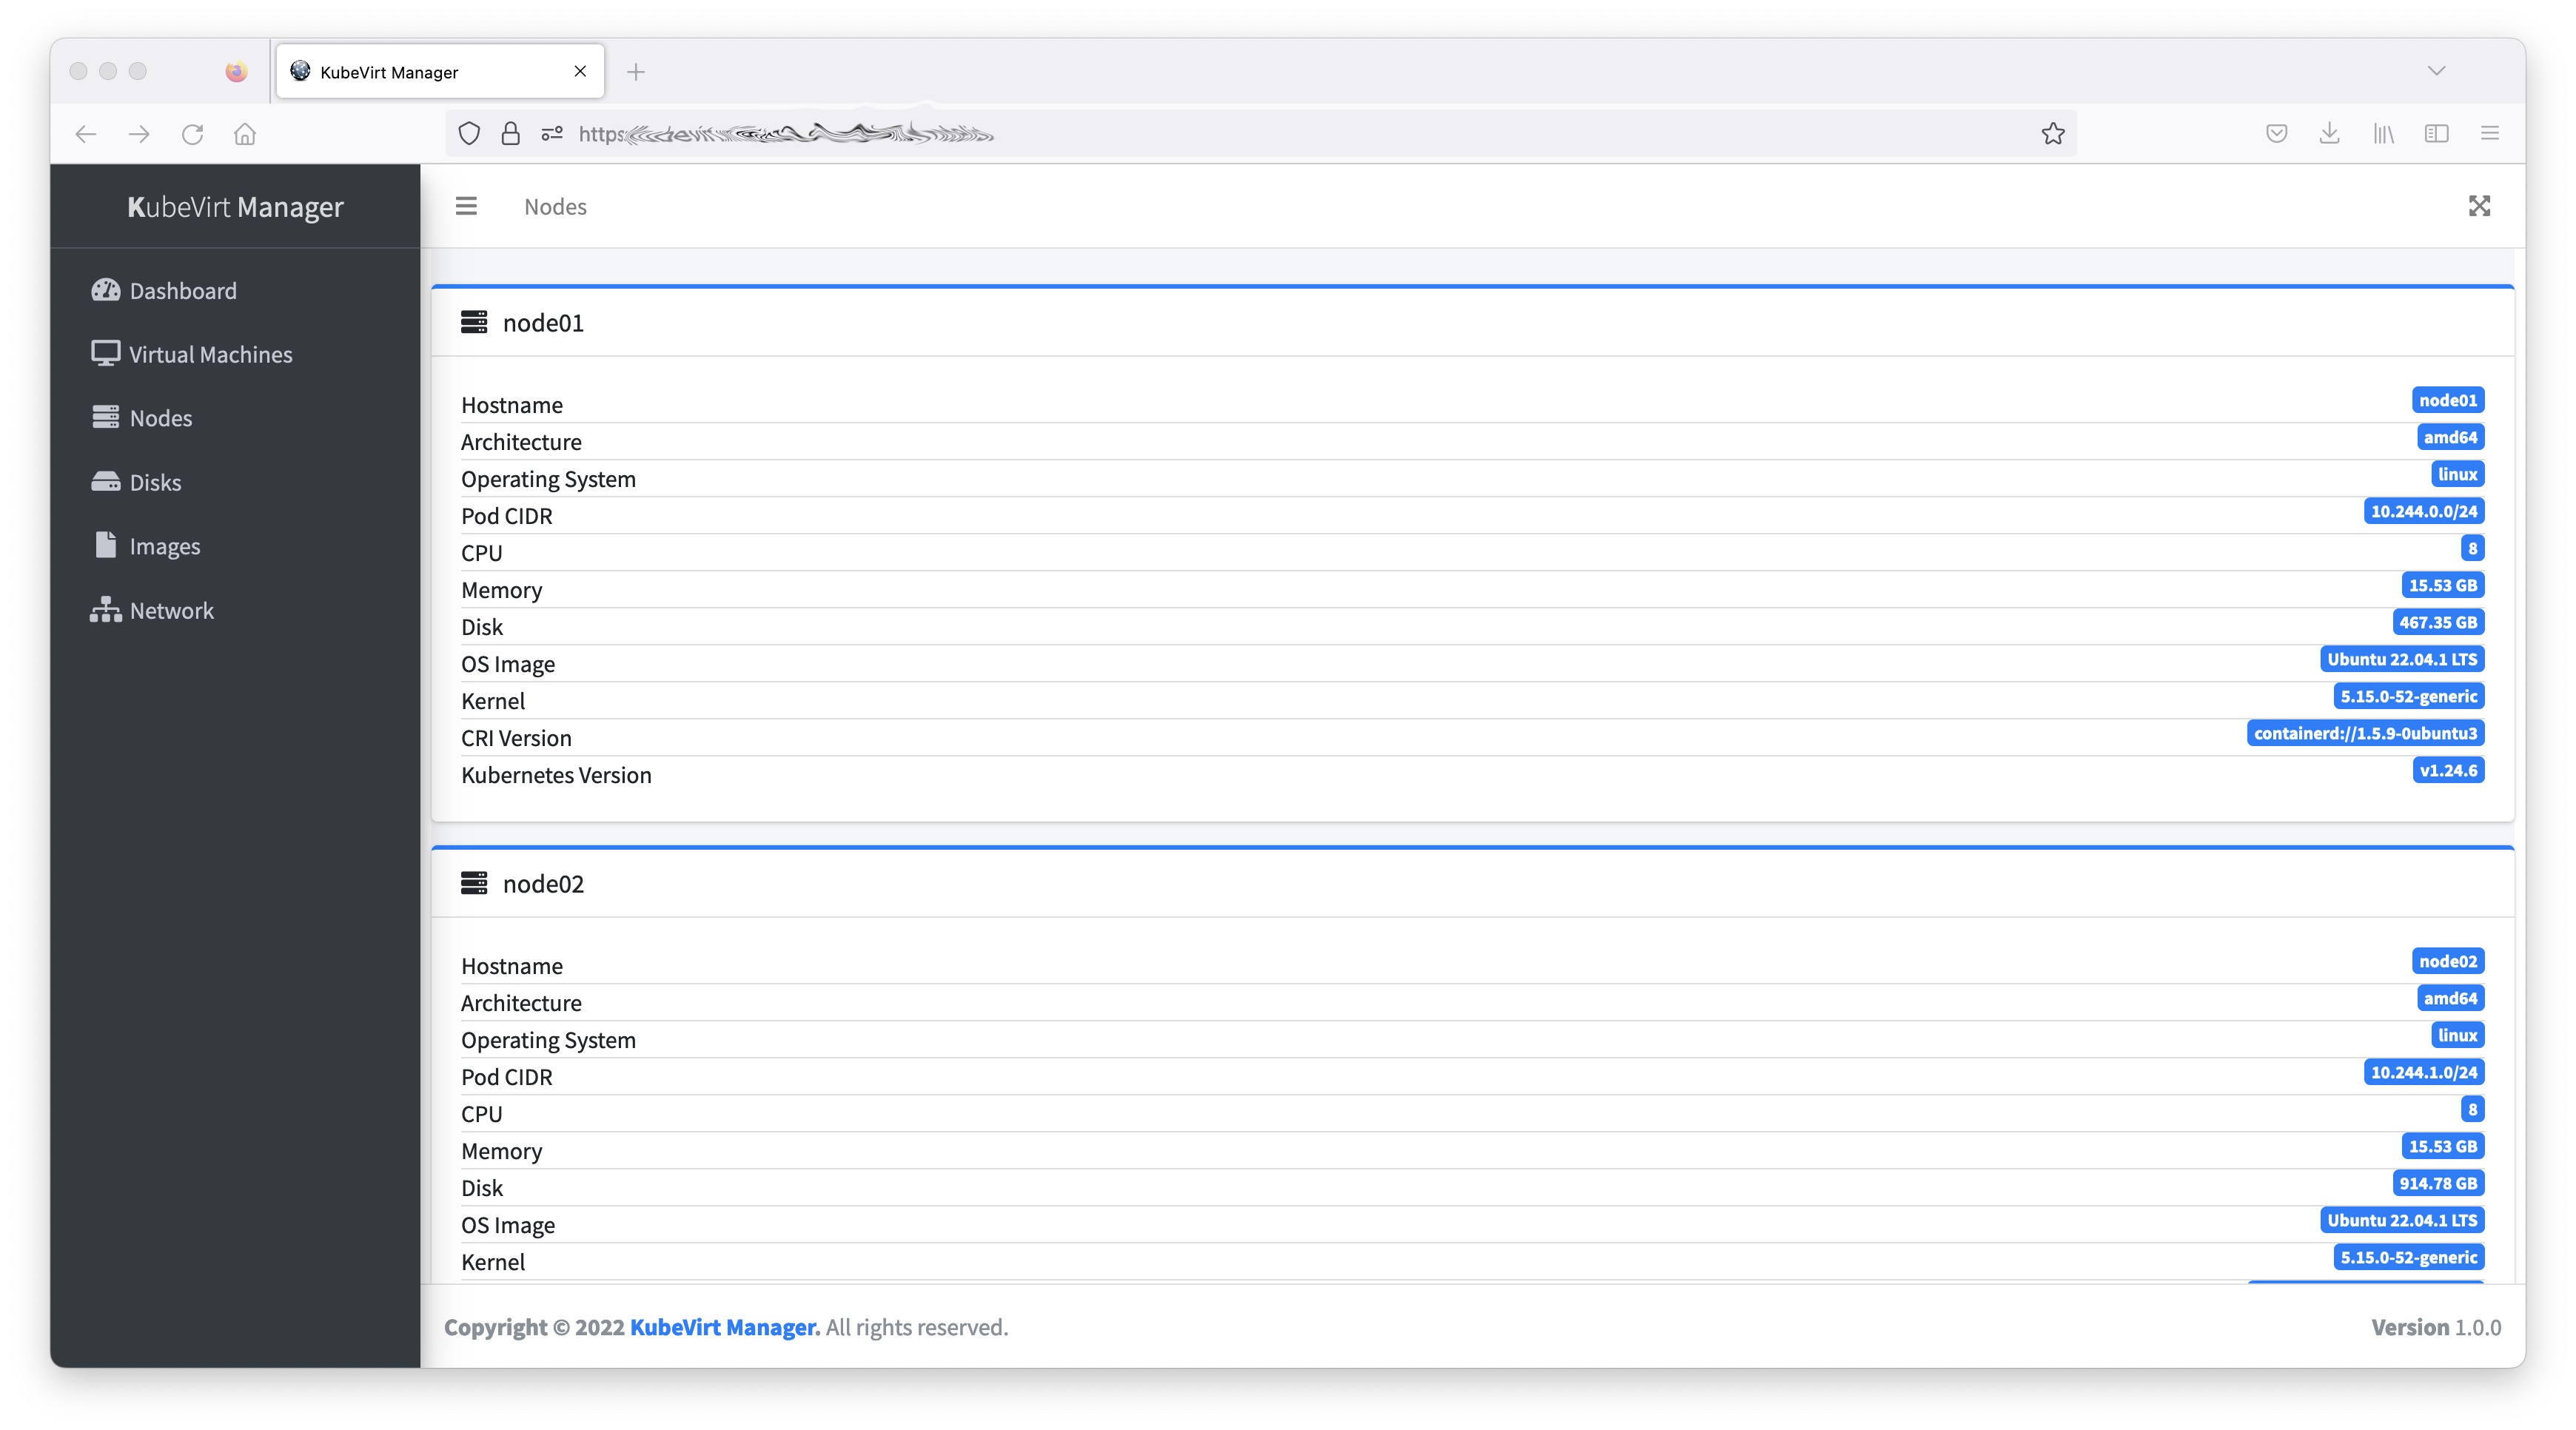 KubeVirt Manager
https
KubeVirt Manager
Nodes
Dashboard
Virtual Machines
Nodes
Disks
Images
Network
node01
Hostname node01
Architecture amd64
Operating System linux
Pod CIDR 10.244.0.0/24
CPU 8
Memory 15.53 GB
Disk 467.35 GB
OS Image Ubuntu 22.04.1 LTS
Kernel 5.15.0-52-generic
CRI Version containerd://1.5.9-0ubuntu3
Kubernetes Version v1.24.6
node02
Hostname node02
Architecture amd64
Operating System linux
Pod CIDR 10.244.1.0/24
CPU 8
Memory 15.53 GB
Disk 914.78 GB
OS Image Ubuntu 22.04.1 LTS
Kernel 5.15.0-52-generic
Copyright © 2022 KubeVirt Manager. All rights reserved.
Version 1.0.0